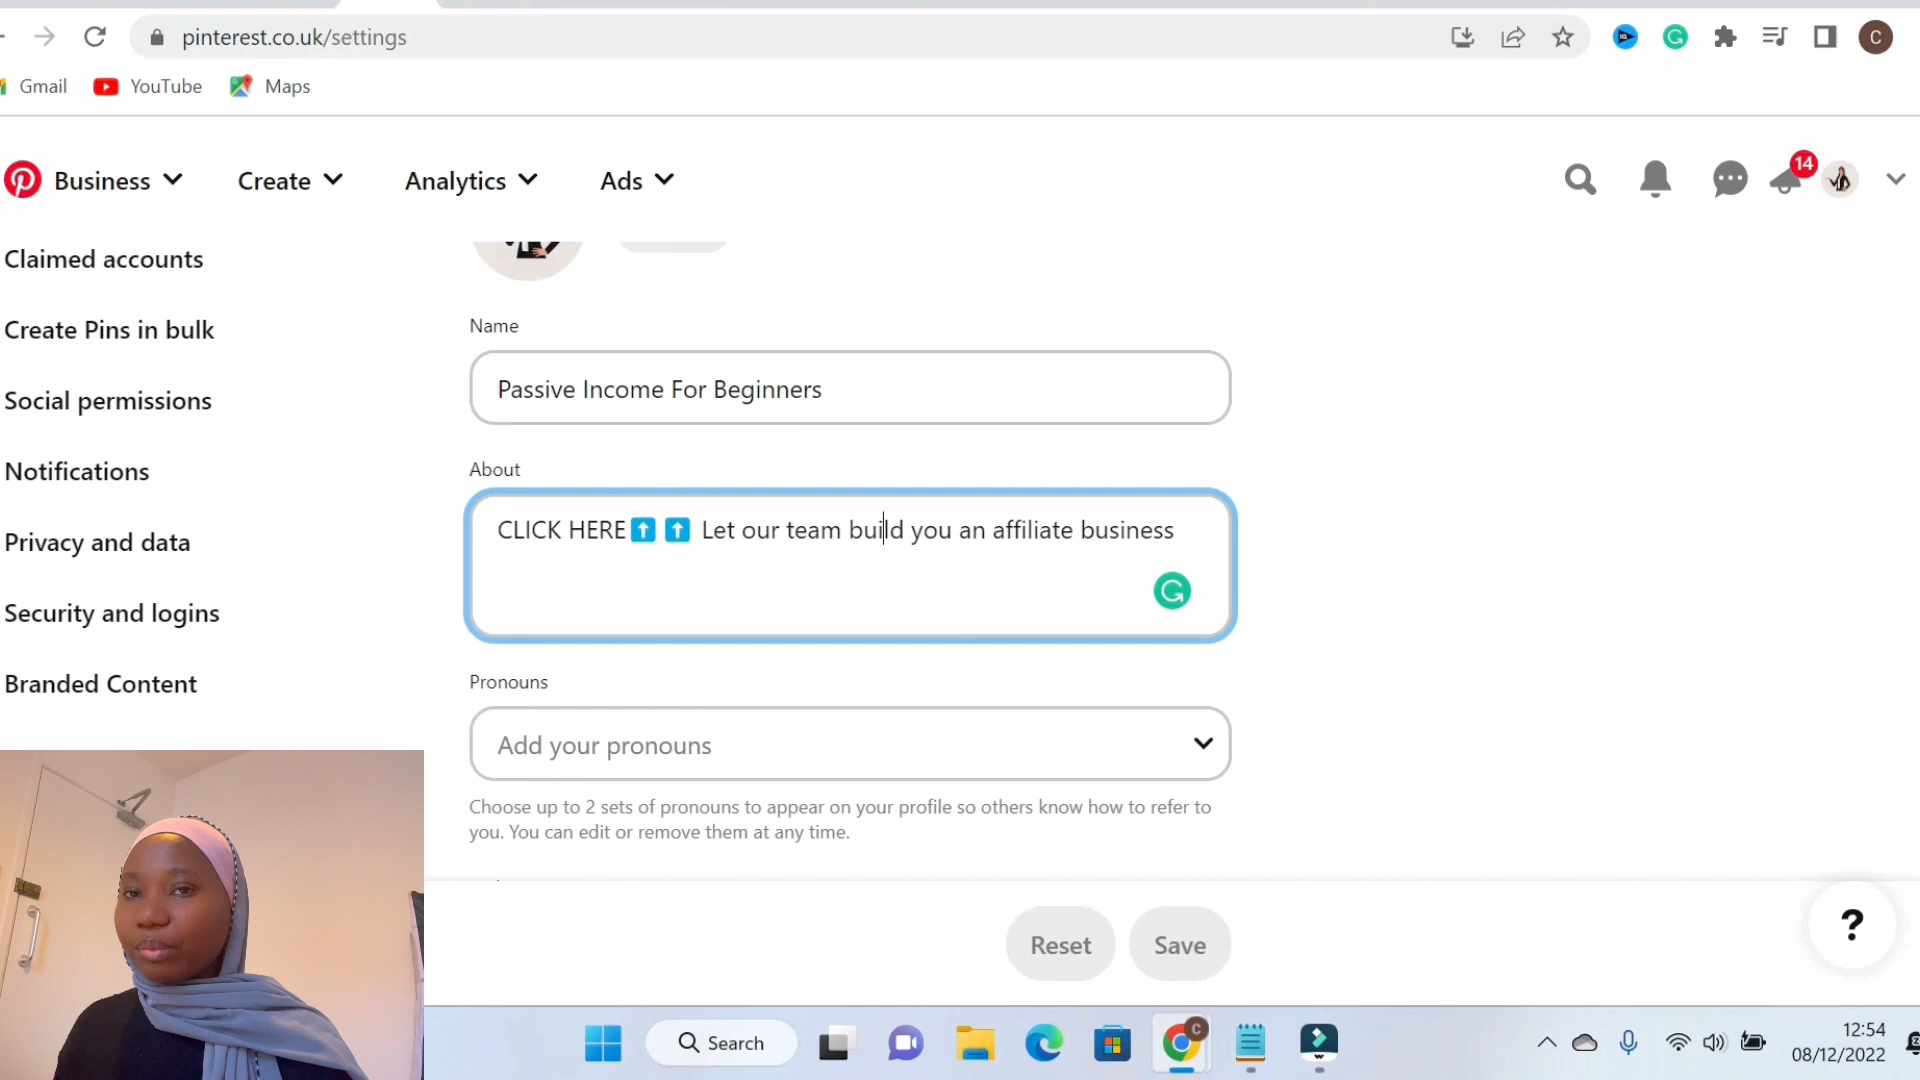 pinterest.co.uk/settings
C
Gmail
YouTube
Maps
Business
Create
Analytics
Ads
14
Claimed accounts
Create Pins in bulk
Social permissions
Notifications
Privacy and data
Security and logins
Branded Content
Name
Passive Income For Beginners
About
CLICK HERE⬆️⬆️ Let our team build you an affiliate business
Pronouns
Add your pronouns
Choose up to 2 sets of pronouns to appear on your profile so others know how to refer to
you. You can edit or remove them at any time.
Reset
Save
?
Search
C
12:54
08/12/2022